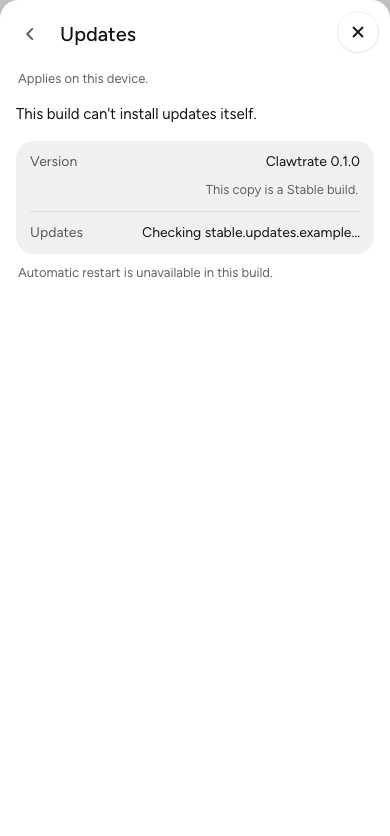 Updates
Applies on this device.
This build can't install updates itself.
Version
Clawtrate 0.1.0
This copy is a Stable build.
Updates
Checking stable.updates.example...
Automatic restart is unavailable in this build.